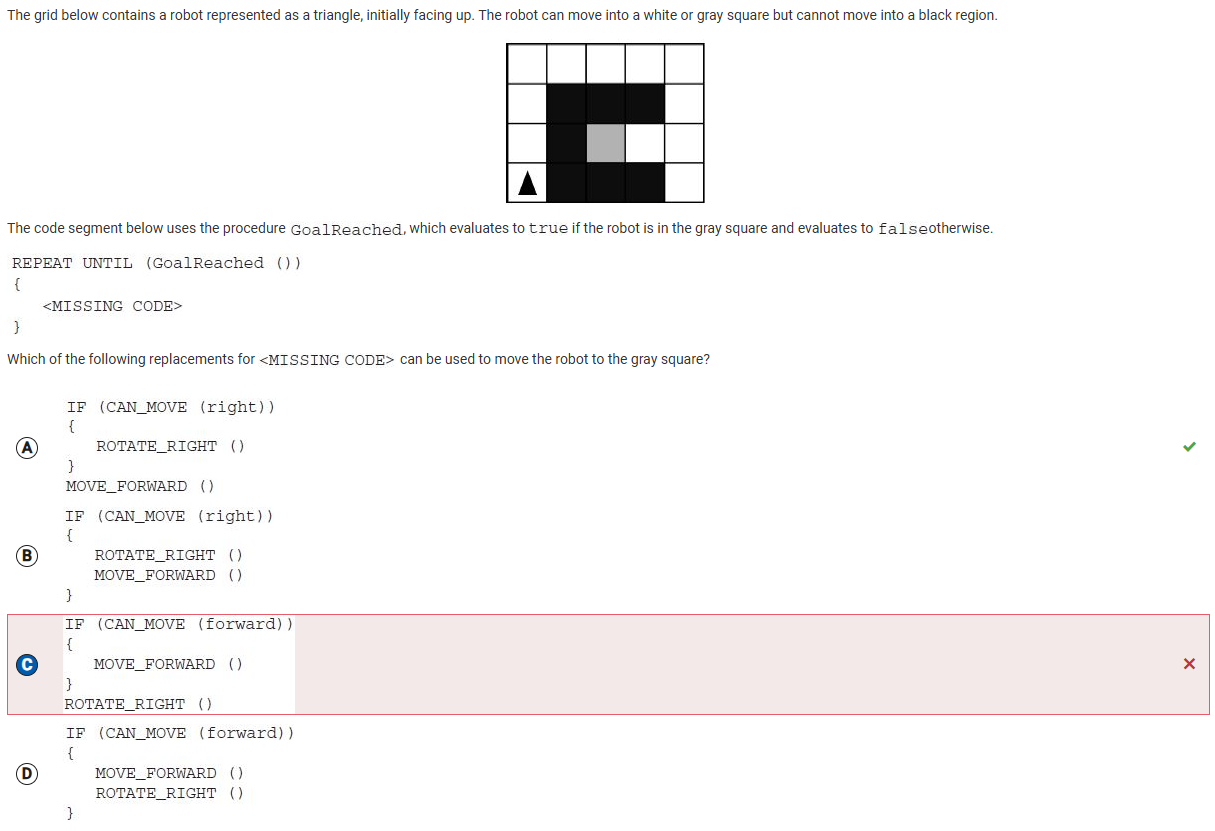 The grid below contains a robot represented as a triangle, initially facing up. The robot can move into a white or gray square but cannot move into a black region.
The code segment below uses the procedure GoalReached, which evaluates to true if the robot is in the gray square and evaluates to falseotherwise.
REPEAT UNTIL (GoalReached ())
{
<MISSING CODE>
}
Which of the following replacements for <MISSING CODE> can be used to move the robot to the gray square?
A
IF (CAN_MOVE (right))
{
ROTATE_RIGHT ()
}
MOVE_FORWARD ()
B
IF (CAN_MOVE (right))
{
ROTATE_RIGHT ()
MOVE_FORWARD ()
}
C
IF (CAN_MOVE (forward))
{
MOVE_FORWARD ()
}
ROTATE_RIGHT ()
D
IF (CAN_MOVE (forward))
{
MOVE_FORWARD ()
ROTATE_RIGHT ()
}